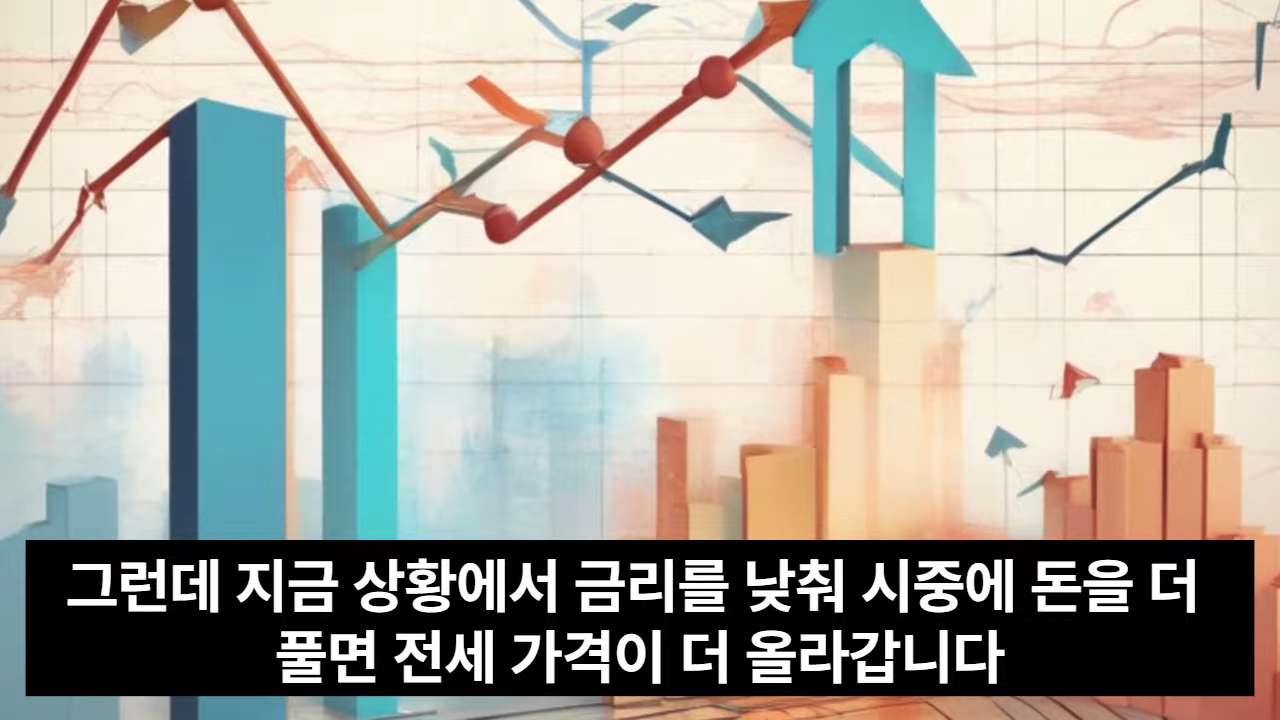 그런데 지금 상황에서 금리를 낮춰 시중에 돈을 더
풀면 전세 가격이 더 올라갑니다